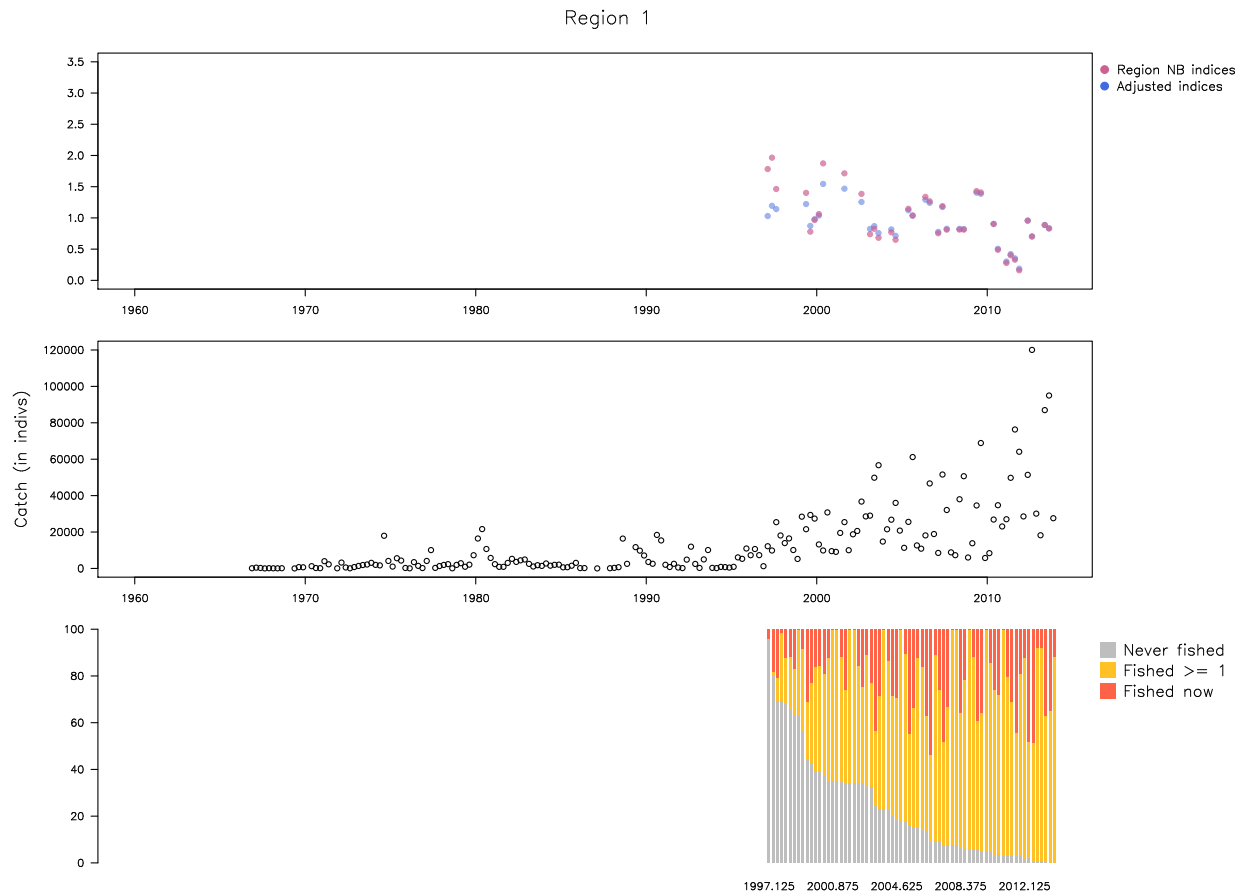 Region 1
3.5
3.0
2.5
2.0
1.5
1.0
0.5
0.0
1960 1970 1980 1990 2000 2010
Region NB indices
Adjusted indices
Catch (in indivs)
120000
100000
80000
60000
40000
20000
0
1960 1970 1980 1990 2000 2010
100
80
60
40
20
0
1997.125 2000.875 2004.625 2008.375 2012.125
Never fished
Fished >= 1
Fished now